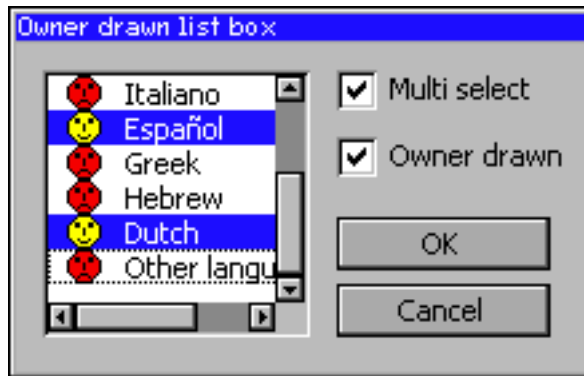 Owner drawn list box
Italiano
Español
Greek
Hebrew
Dutch
Other langu
Multi select
Owner drawn
OK
Cancel